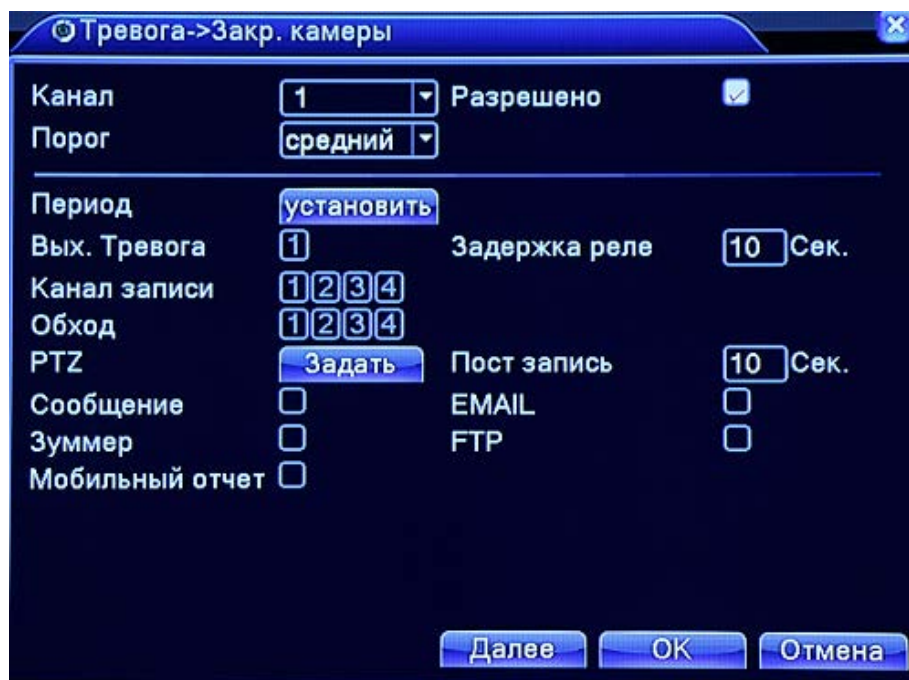 Тревога->Закр. камеры
Канал 1 Разрешено
Порог средний
Период установить
Вых. Тревога 1 Задержка реле 10 Сек.
Канал записи 1 2 3 4
Обход 1 2 3 4
PTZ Задать Пост запись 10 Сек.
Сообщение EMAIL
Зуммер FTP
Мобильный отчет
Далее OK Отмена